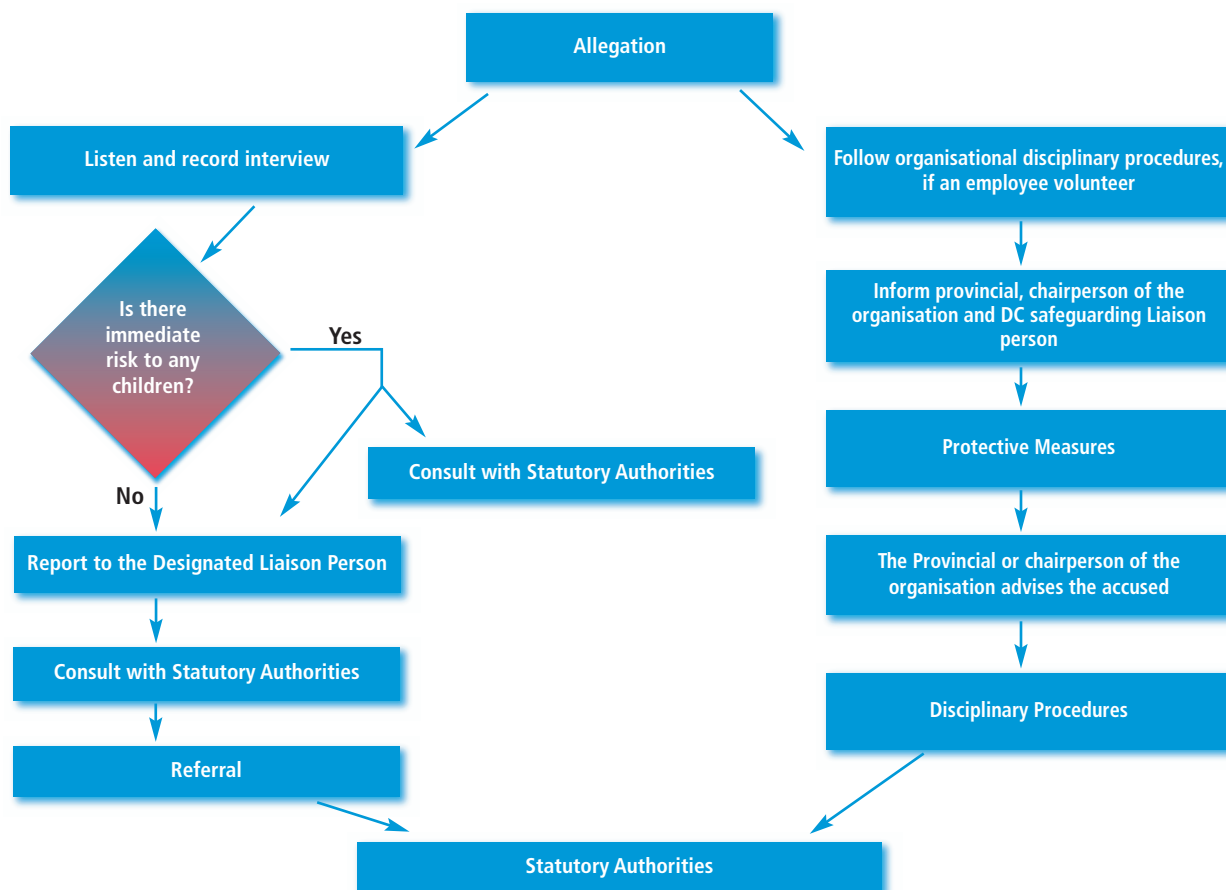 Allegation
Listen and record interview
Follow organisational disciplinary procedures,
if an employee volunteer
Is there
immediate
risk to any
children?
Yes
Inform provincial, chairperson of the
organisation and DC safeguarding Liaison
person
Consult with Statutory Authorities
Protective Measures
No
Report to the Designated Liaison Person
The Provincial or chairperson of the
organisation advises the accused
Consult with Statutory Authorities
Disciplinary Procedures
Referral
Statutory Authorities